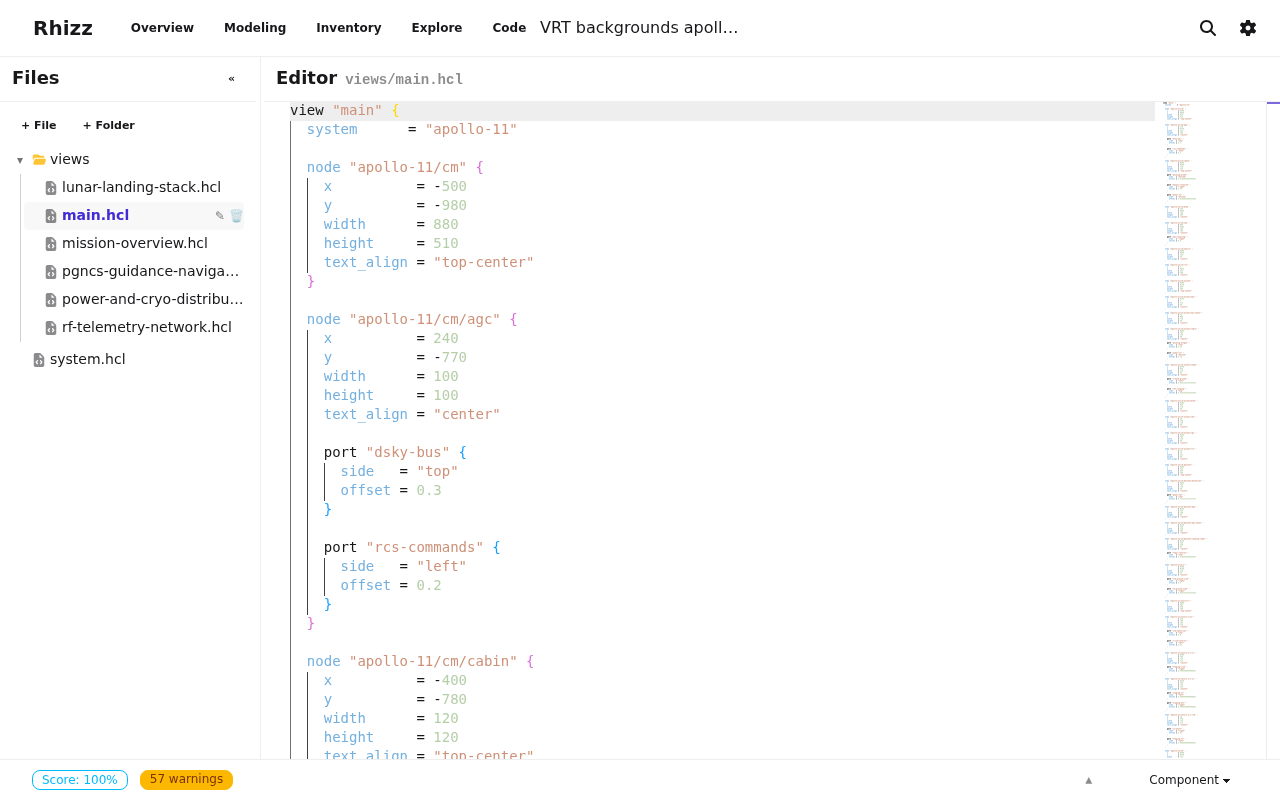 Rhizz Overview Modeling Inventory Explore Code VRT backgrounds apoll…
Files «
Editor views/main.hcl
+ File + Folder
views
lunar-landing-stack.hcl
main.hcl
mission-overview.hcl
pgncs-guidance-naviga…
power-and-cryo-distribu…
rf-telemetry-network.hcl
system.hcl
view "main" {
system = "apollo-11"
node "apollo-11/cm" {
x = -500
y = -980
width = 880
height = 510
text_align = "top-center"
}
node "apollo-11/cm/agc" {
x = 240
y = -770
width = 100
height = 100
text_align = "center"
port "dsky-bus" {
side = "top"
offset = 0.3
}
port "rcs-commands" {
side = "left"
offset = 0.2
}
}
node "apollo-11/cm/cabin" {
x = -400
y = -780
width = 120
height = 120
text_align = "top-center"
Score: 100% 57 warnings Component